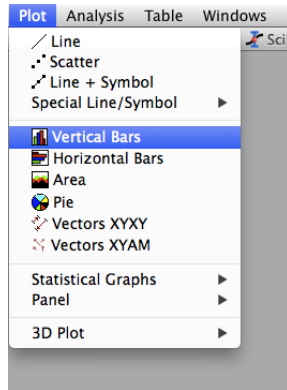 Plot Analysis Table Windows
Sci
Line
Scatter
Line + Symbol
Special Line/Symbol
Vertical Bars
Horizontal Bars
Area
Pie
Vectors XYXY
Vectors XYAM
Statistical Graphs
Panel
3D Plot